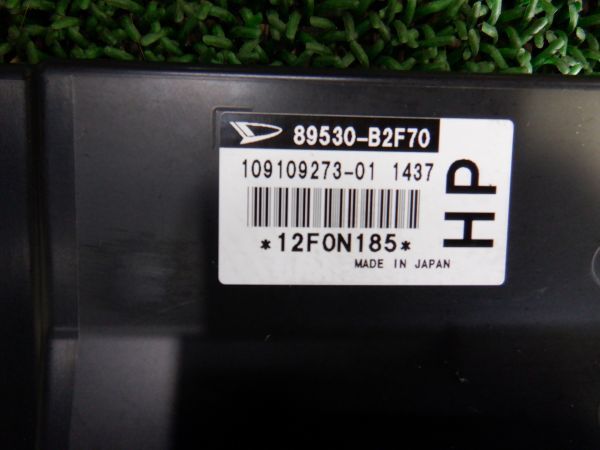 89530-B2F70
109109273-01 1437
*12F0N185*
MADE IN JAPAN
HP